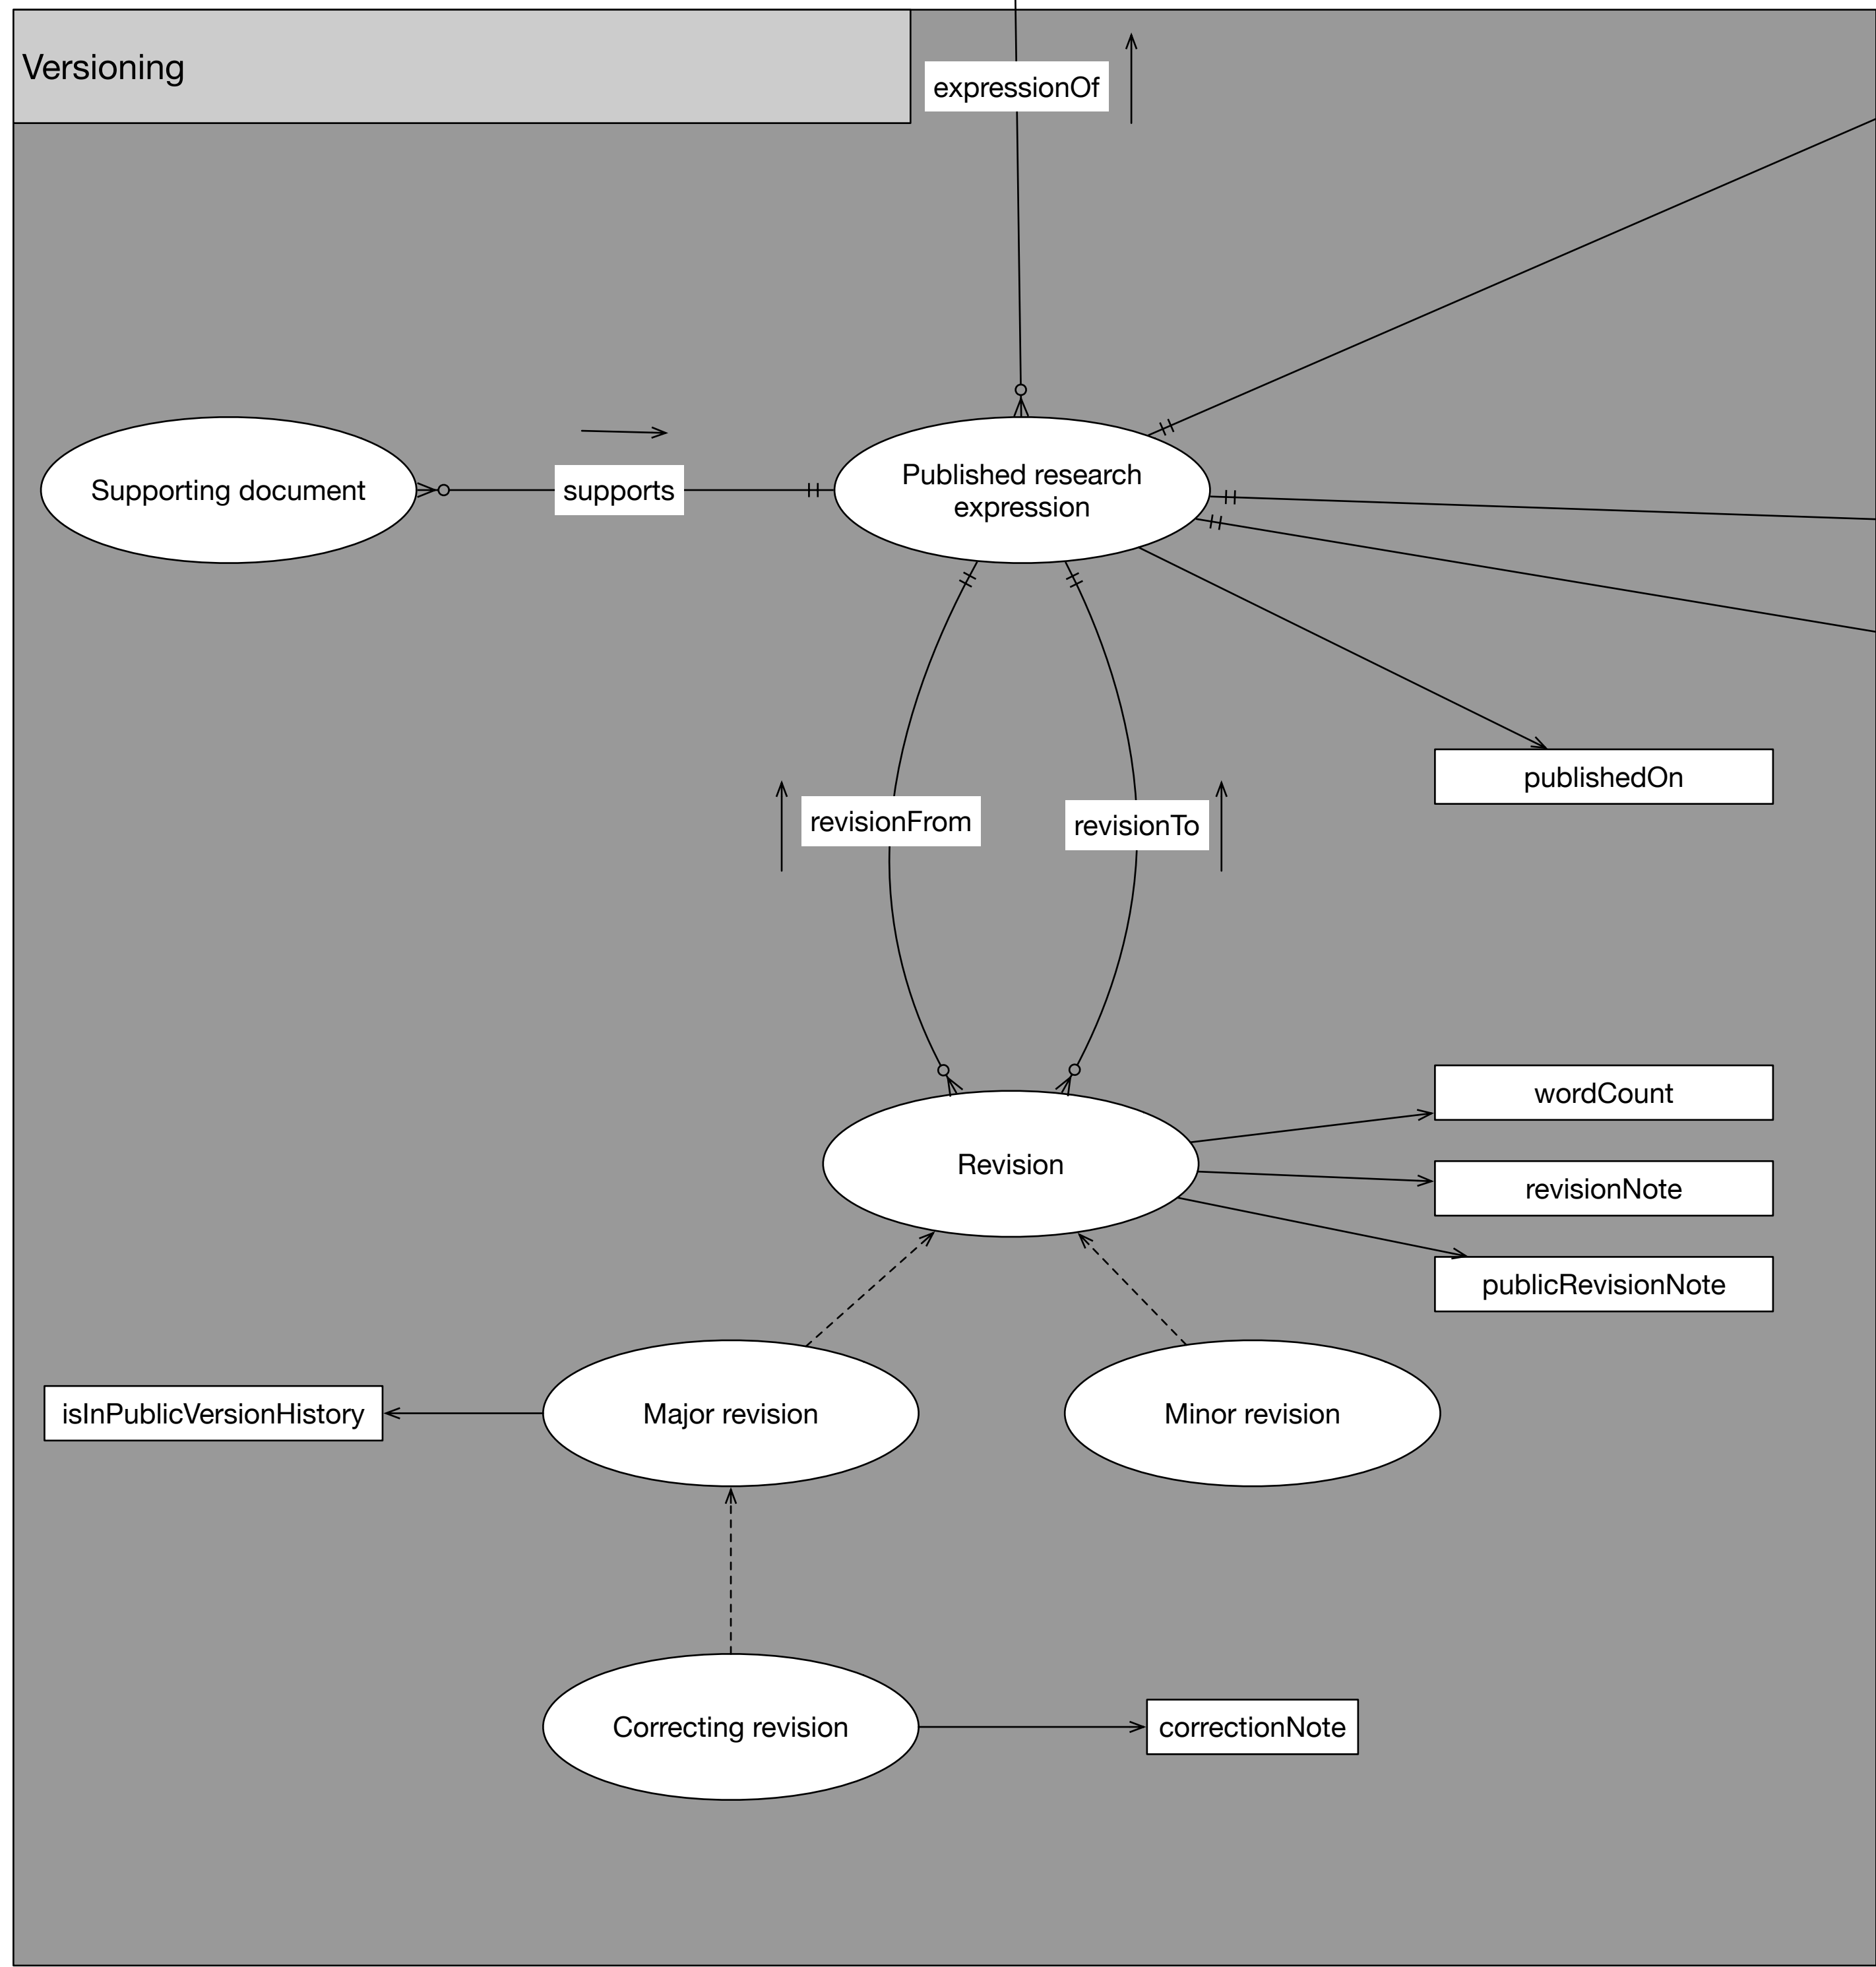 Versioning
expressionOf
Supporting document
supports
Published research
expression
publishedOn
revisionFrom
revisionTo
wordCount
Revision
revisionNote
publicRevisionNote
isInPublicVersionHistory
Major revision
Minor revision
Correcting revision
correctionNote